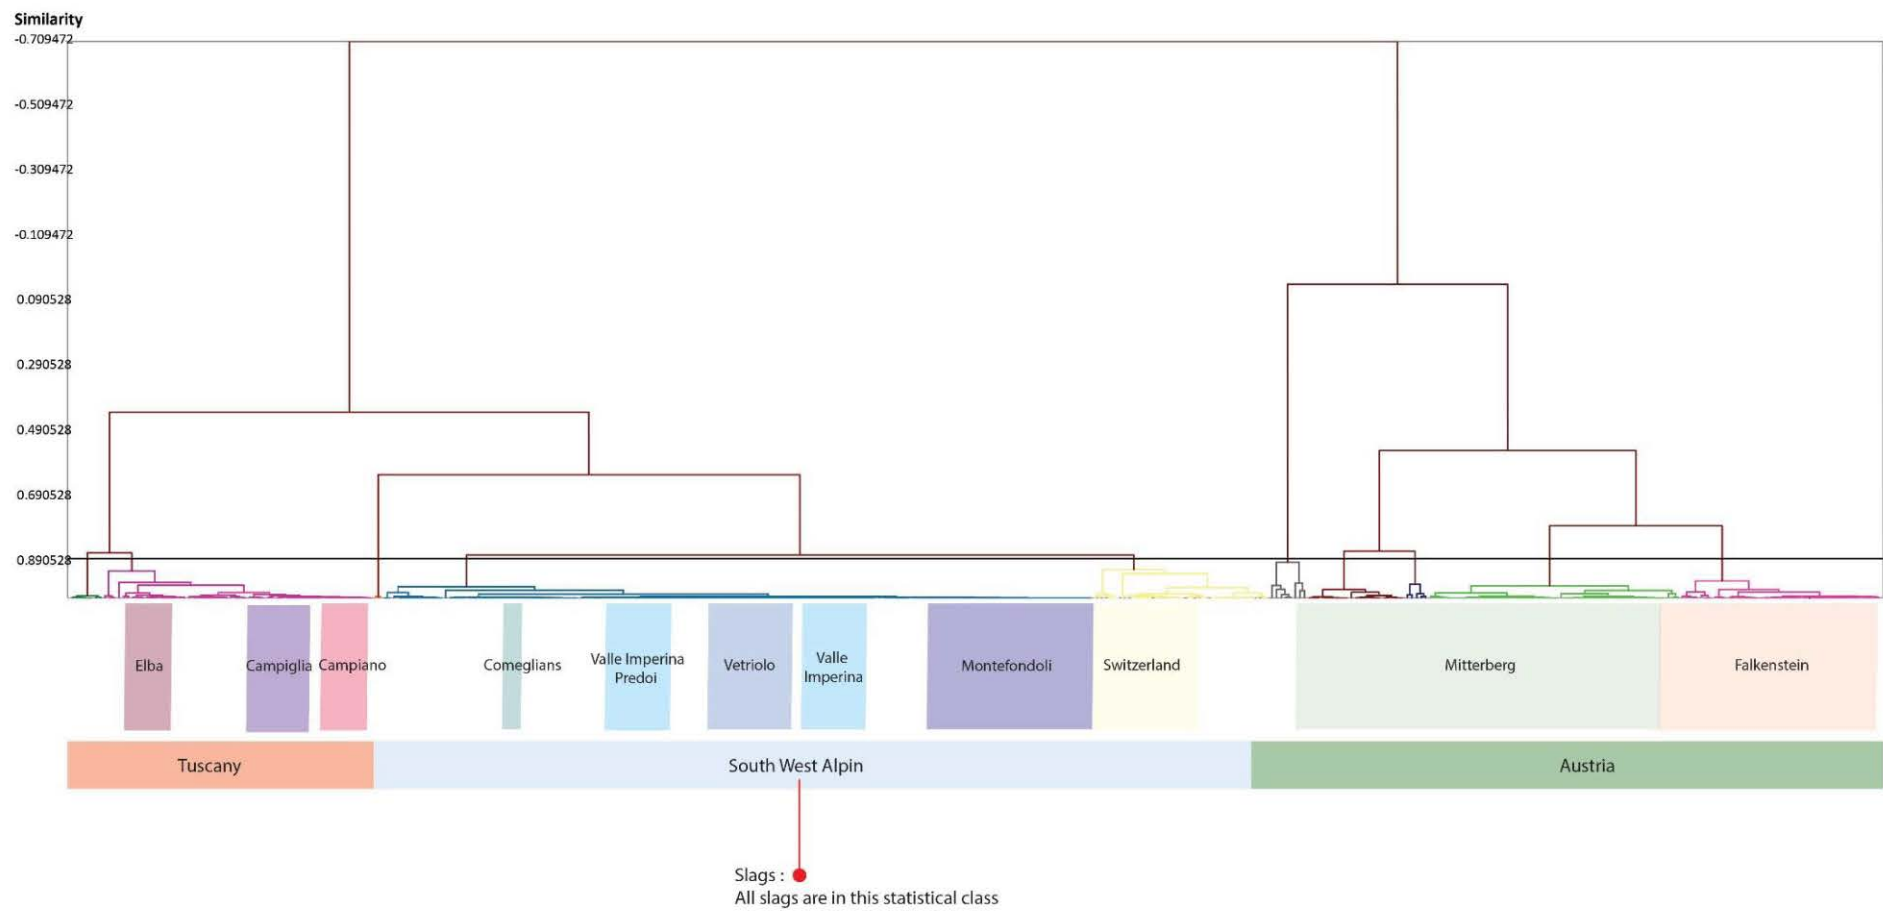 Similarity
-0.709472
-0.509472
-0.309472
-0.109472
0.090528
0.290528
0.490528
0.690528
0.890528
Elba
Campiglia
Campiano
Comeglians
Valle Imperina
Predoi
Vetriolo
Valle
Imperina
Montefondoli
Switzerland
Mitterberg
Falkenstein
Tuscany
South West Alpin
Austria
Slags :
All slags are in this statistical class